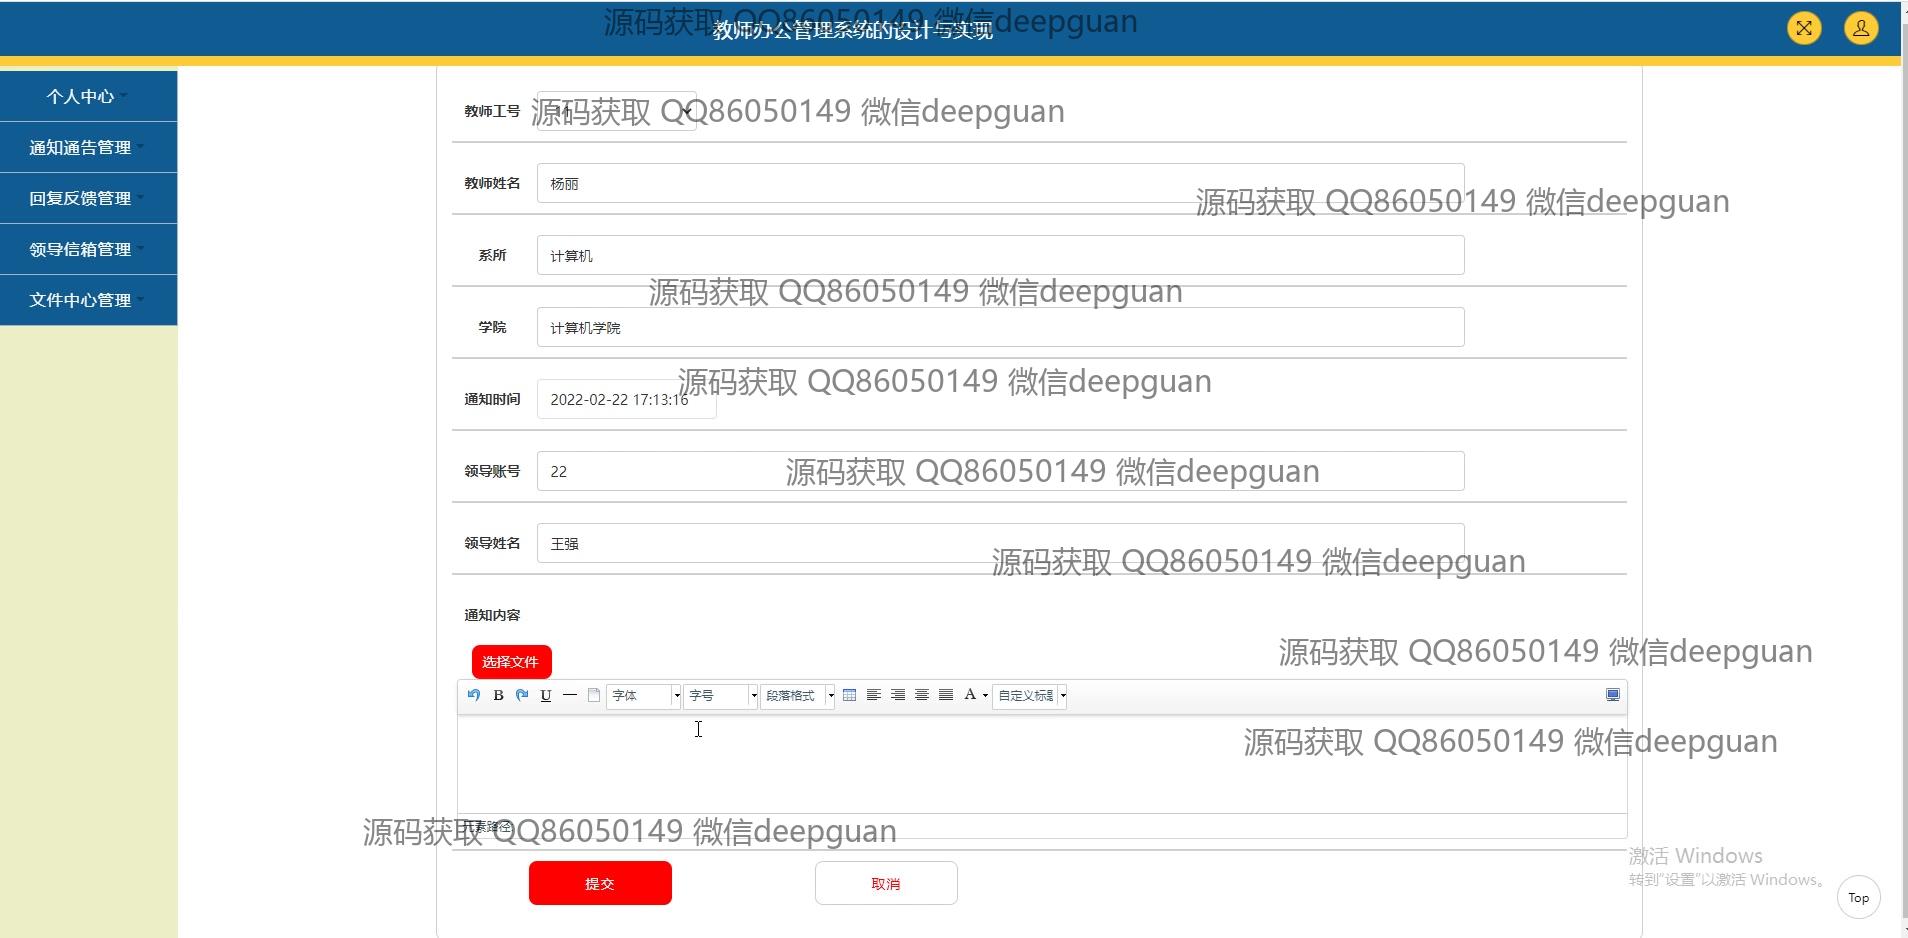 源码获取 QQ86050149 微信deepguan
教师办公管理系统的设计与实现
个人中心
通知通告管理
回复反馈管理
领导信箱管理
文件中心管理
教师工号
源码获取 QQ86050149 微信deepguan
教师姓名 杨丽
源码获取 QQ86050149 微信deepguan
系所 计算机
源码获取 QQ86050149 微信deepguan
学院 计算机学院
源码获取 QQ86050149 微信deepguan
通知时间 2022-02-22 17:13:16
领导账号 22
源码获取 QQ86050149 微信deepguan
领导姓名 王强
源码获取 QQ86050149 微信deepguan
通知内容
源码获取 QQ86050149 微信deepguan
选择文件
B U 字体 字号 段落格式 A 自定义标题
源码获取 QQ86050149 微信deepguan
元素路径
源码获取 QQ86050149 微信deepguan
提交 取消
激活 Windows
转到“设置”以激活 Windows。
Top